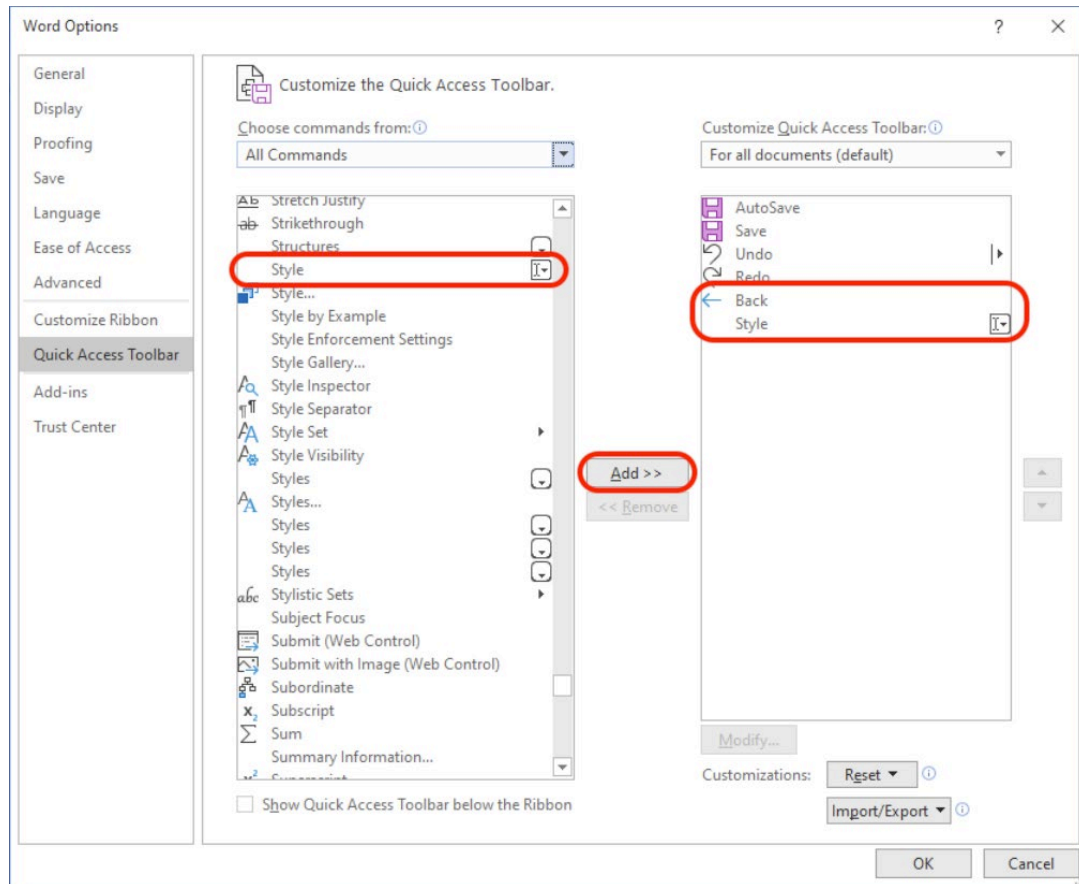 Word Options
?
General
Display
Proofing
Save
Language
Ease of Access
Advanced
Customize Ribbon
Quick Access Toolbar
Add-ins
Trust Center
Customize the Quick Access Toolbar.
Choose commands from:
All Commands
Stretch Justify
Strikethrough
Structures
Style
Style...
Style by Example
Style Enforcement Settings
Style Gallery...
Style Inspector
Style Separator
Style Set
Style Visibility
Styles
Styles...
Styles
Styles
Styles
Stylistic Sets
Subject Focus
Submit (Web Control)
Submit with Image (Web Control)
Subordinate
Subscript
Sum
Summary Information...
Superscript
Show Quick Access Toolbar below the Ribbon
Add >>
<< Remove
Customize Quick Access Toolbar:
For all documents (default)
AutoSave
Save
Undo
Redo
Back
Style
Modify...
Customizations:
Reset
Import/Export
OK
Cancel